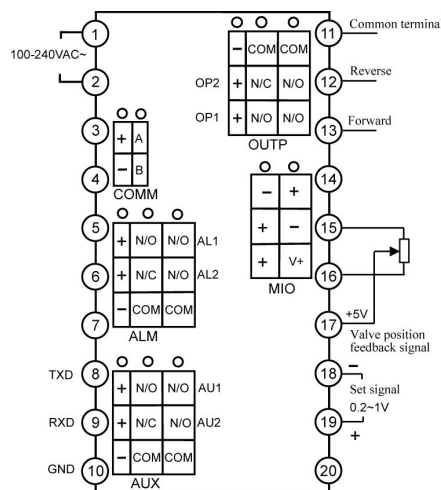 1
100-240VAC~
2
3
+ A
4
- B
COMM
5
+ N/O N/O AL1
6
+ N/C N/O AL2
7
- COM COM
ALM
TXD 8
+ N/O N/O AU1
RXD 9
+ N/C N/O AU2
GND 10
- COM COM
AUX
- COM COM
OP2 + N/C N/O
OP1 + N/O N/O
OUTP
11 Common termina
12 Reverse
13 Forward
14
- +
+ -
+ V+
MIO
15
16
17 +5V
Valve position
feedback signal
18 -
Set signal
0.2~1V
19 +
20